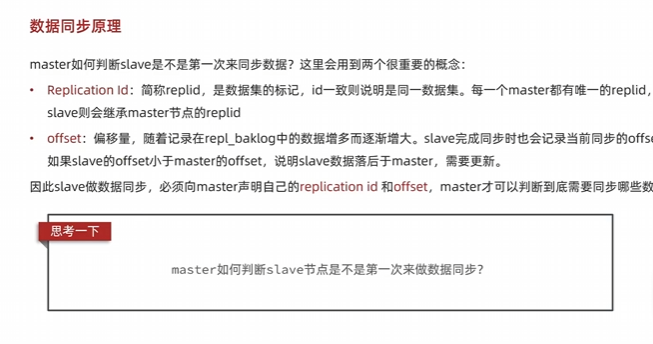 数据同步原理
master如何判断slave是不是第一次来同步数据？这里会用到两个很重要的概念：
• Replication Id：简称replid，是数据集的标记，id一致则说明是同一数据集。每一个master都有唯一的replid，
slave则会继承master节点的replid
• offset：偏移量，随着记录在repl_baklog中的数据增多而逐渐增大。slave完成同步时也会记录当前同步的offse
如果slave的offset小于master的offset，说明slave数据落后于master，需要更新。
因此slave做数据同步，必须向master声明自己的replication id 和offset，master才可以判断到底需要同步哪些数
思考一下
master如何判断slave节点是不是第一次来做数据同步？